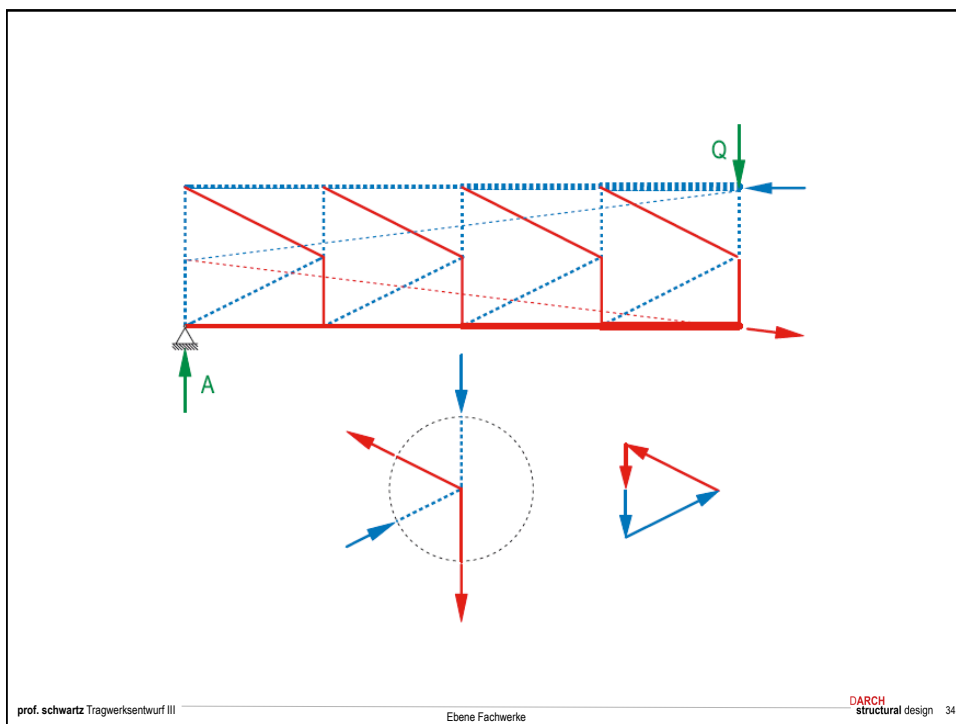 Q
A
prof. schwartz Tragwerksentwurf III
Ebene Fachwerke
DARCH
structural design 34